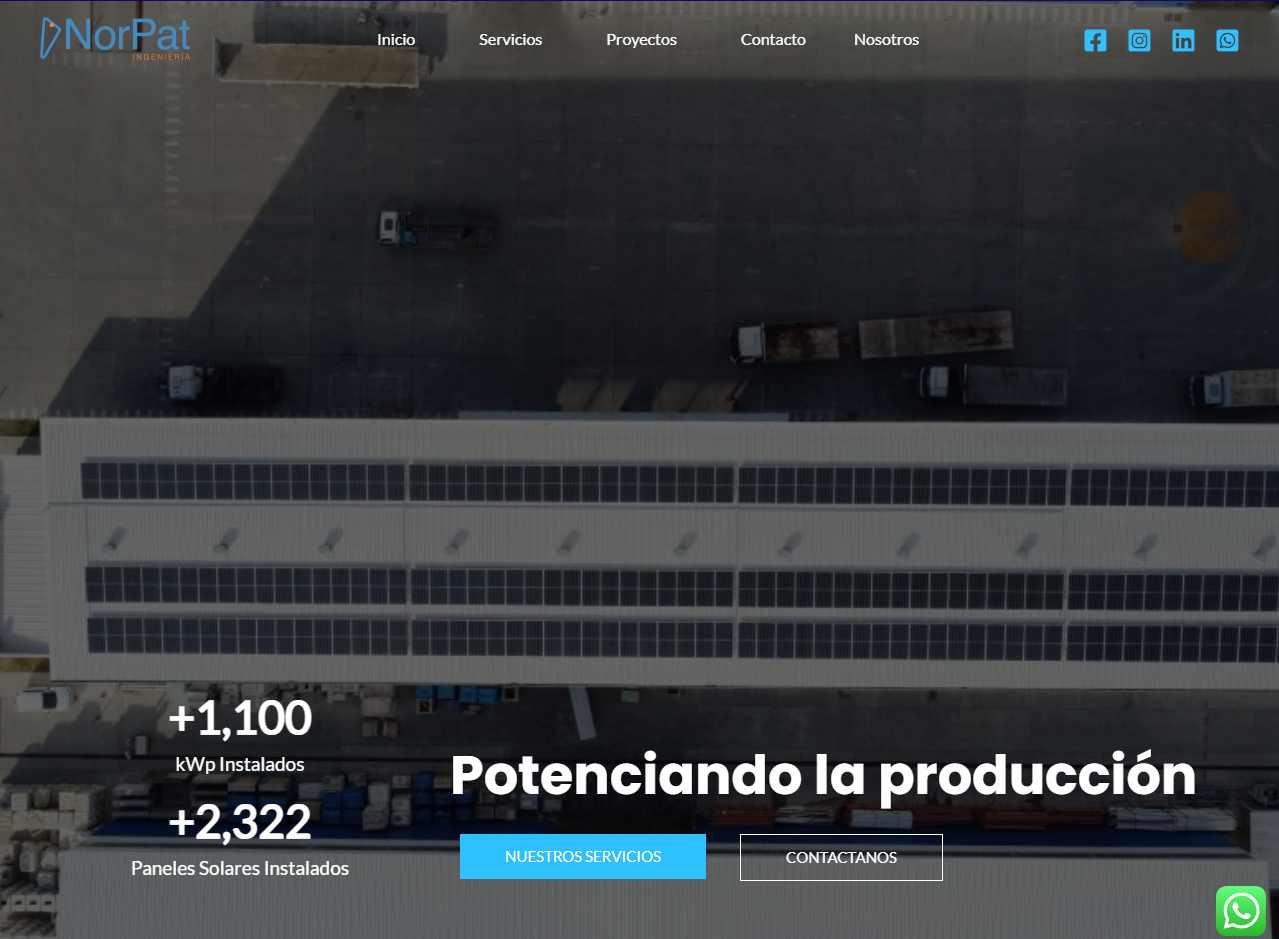 NorPat
INGENIERÍA
Inicio
Servicios
Proyectos
Contacto
Nosotros
+1,100
kWp Instalados
+2,322
Paneles Solares Instalados
Potenciando la producción
NUESTROS SERVICIOS
CONTACTANOS